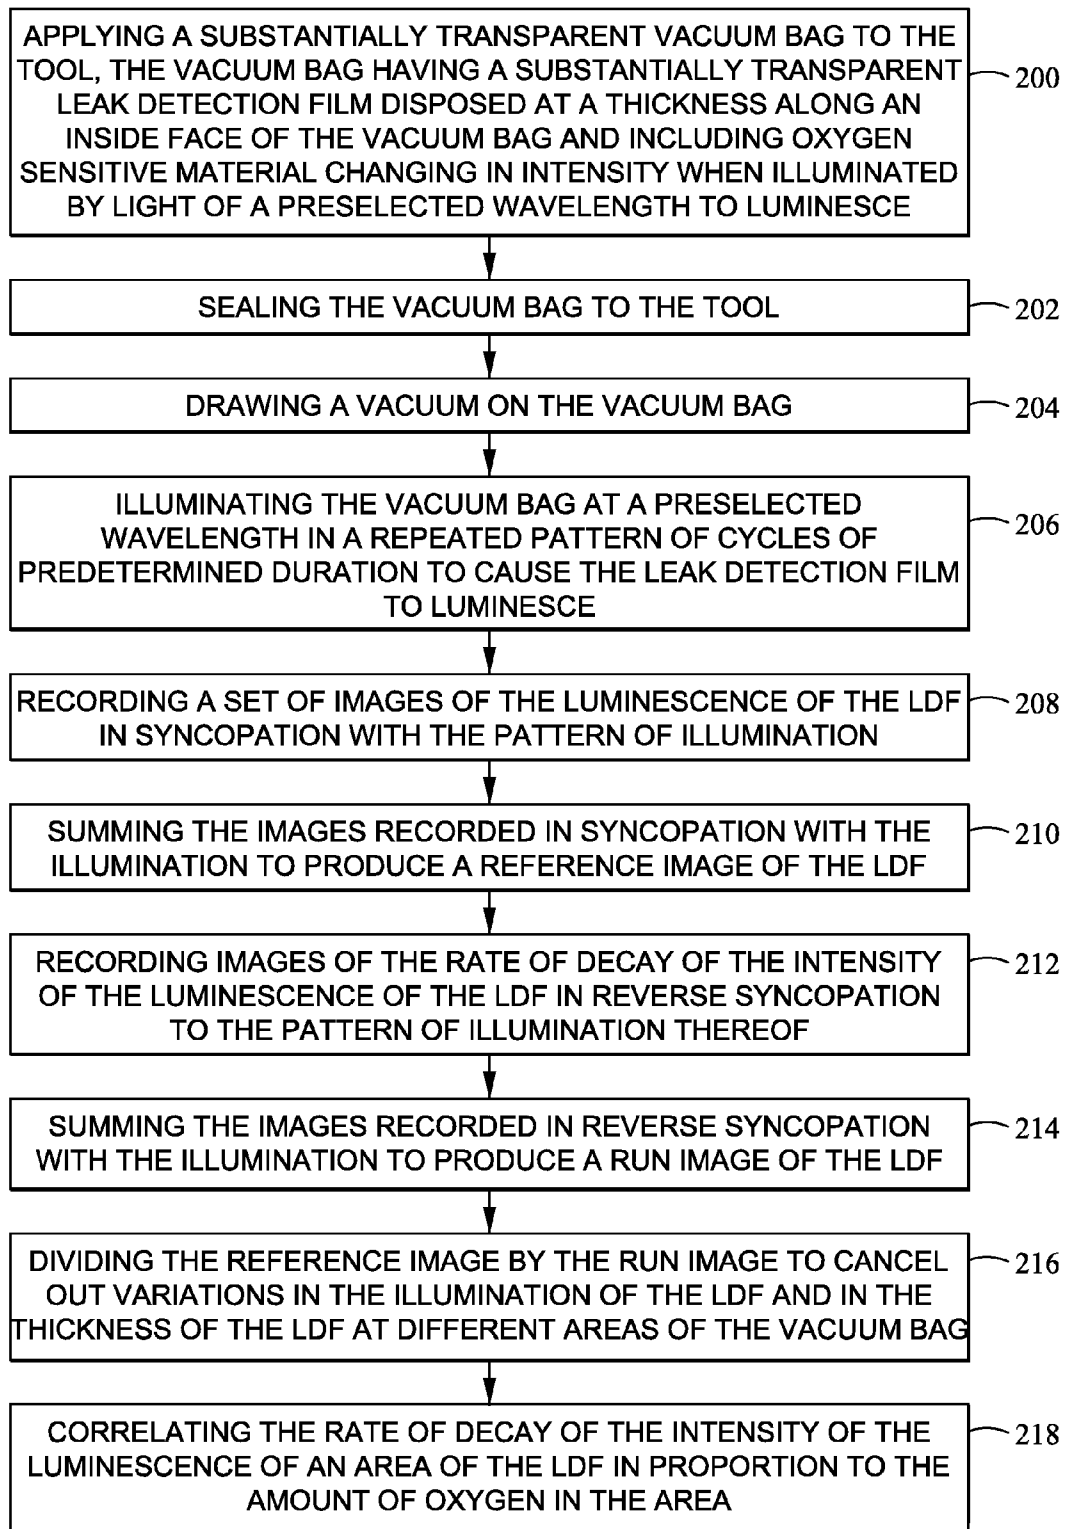 APPLYING A SUBSTANTIALLY TRANSPARENT VACUUM BAG TO THE
TOOL, THE VACUUM BAG HAVING A SUBSTANTIALLY TRANSPARENT
LEAK DETECTION FILM DISPOSED AT A THICKNESS ALONG AN
INSIDE FACE OF THE VACUUM BAG AND INCLUDING OXYGEN
SENSITIVE MATERIAL CHANGING IN INTENSITY WHEN ILLUMINATED
BY LIGHT OF A PRESELECTED WAVELENGTH TO LUMINESCE
200
SEALING THE VACUUM BAG TO THE TOOL
202
DRAWING A VACUUM ON THE VACUUM BAG
204
ILLUMINATING THE VACUUM BAG AT A PRESELECTED
WAVELENGTH IN A REPEATED PATTERN OF CYCLES OF
PREDETERMINED DURATION TO CAUSE THE LEAK DETECTION FILM
TO LUMINESCE
206
RECORDING A SET OF IMAGES OF THE LUMINESCENCE OF THE LDF
IN SYNCOPATION WITH THE PATTERN OF ILLUMINATION
208
SUMMING THE IMAGES RECORDED IN SYNCOPATION WITH THE
ILLUMINATION TO PRODUCE A REFERENCE IMAGE OF THE LDF
210
RECORDING IMAGES OF THE RATE OF DECAY OF THE INTENSITY
OF THE LUMINESCENCE OF THE LDF IN REVERSE SYNCOPATION
TO THE PATTERN OF ILLUMINATION THEREOF
212
SUMMING THE IMAGES RECORDED IN REVERSE SYNCOPATION
WITH THE ILLUMINATION TO PRODUCE A RUN IMAGE OF THE LDF
214
DIVIDING THE REFERENCE IMAGE BY THE RUN IMAGE TO CANCEL
OUT VARIATIONS IN THE ILLUMINATION OF THE LDF AND IN THE
THICKNESS OF THE LDF AT DIFFERENT AREAS OF THE VACUUM BAG
216
CORRELATING THE RATE OF DECAY OF THE INTENSITY OF THE
LUMINESCENCE OF AN AREA OF THE LDF IN PROPORTION TO THE
AMOUNT OF OXYGEN IN THE AREA
218